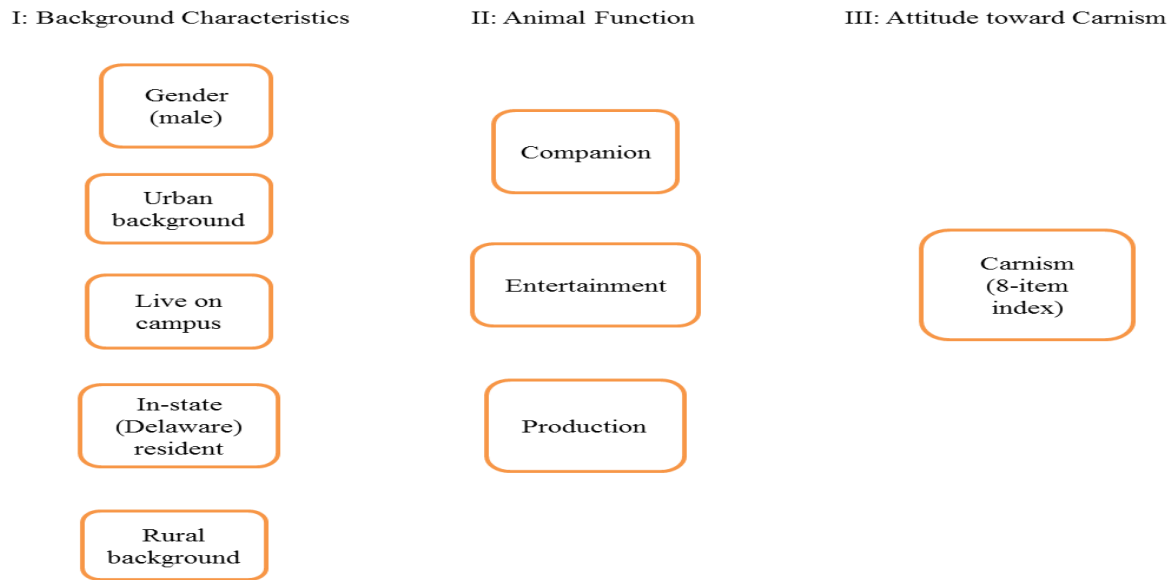 I: Background Characteristics
II: Animal Function
III: Attitude toward Carnism
Gender
(male)
Urban
background
Live on
campus
In-state
(Delaware)
resident
Rural
background
Companion
Entertainment
Production
Carnism
(8-item
index)